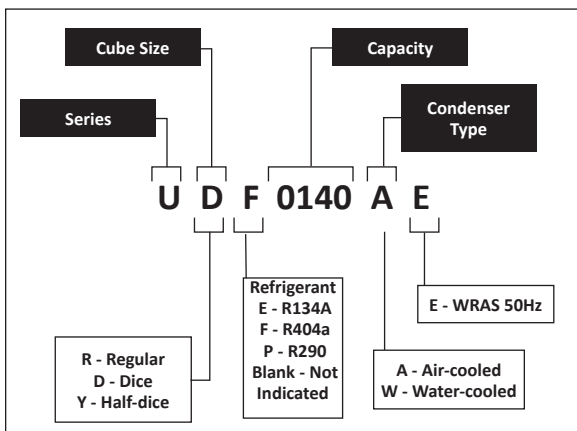 Cube Size
Capacity
Series
Condenser
Type
U D F 0140 A E
Refrigerant
E - R134A
F - R404a
P - R290
Blank - Not
Indicated
E - WRAS 50Hz
R - Regular
D - Dice
Y - Half-dice
A - Air-cooled
W - Water-cooled